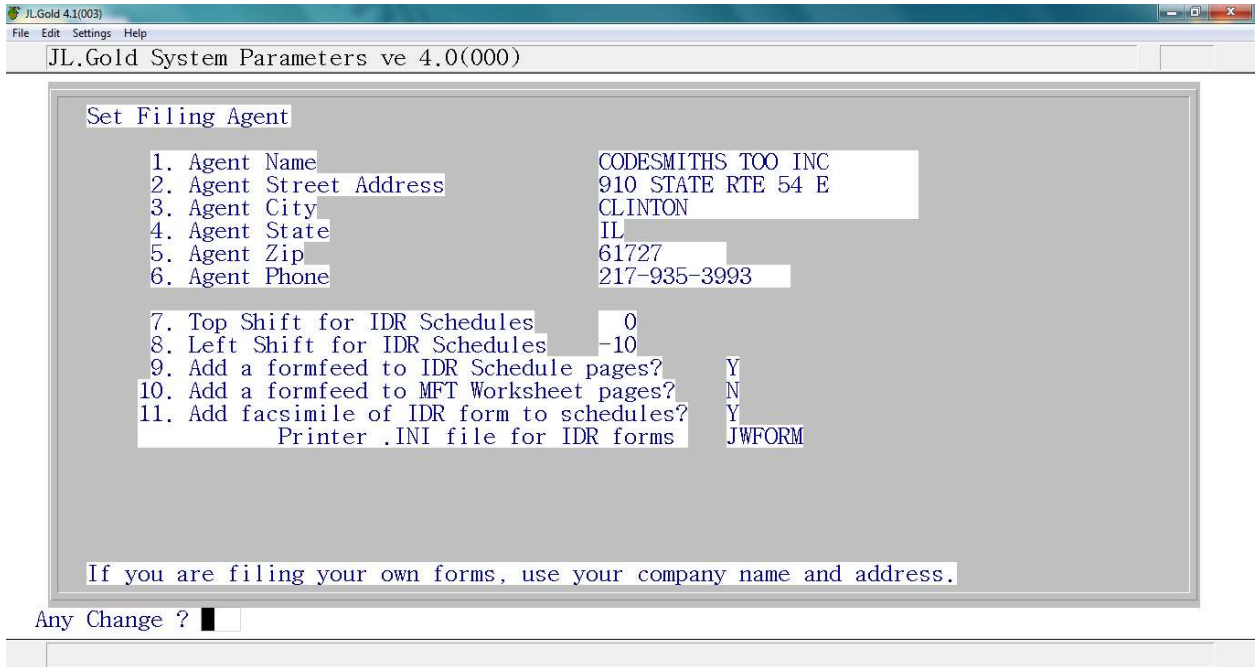 JL.Gold 4.1(003)
File Edit Settings Help
JL.Gold System Parameters ve 4.0(000)
Set Filing Agent
1. Agent Name CODESMITHS TOO INC
2. Agent Street Address 910 STATE RTE 54 E
3. Agent City CLINTON
4. Agent State IL
5. Agent Zip 61727
6. Agent Phone 217-935-3993
7. Top Shift for IDR Schedules 0
8. Left Shift for IDR Schedules -10
9. Add a formfeed to IDR Schedule pages? Y
10. Add a formfeed to MFT Worksheet pages? N
11. Add facsimile of IDR form to schedules? Y
Printer .INI file for IDR forms JWFORM
If you are filing your own forms, use your company name and address.
Any Change ?